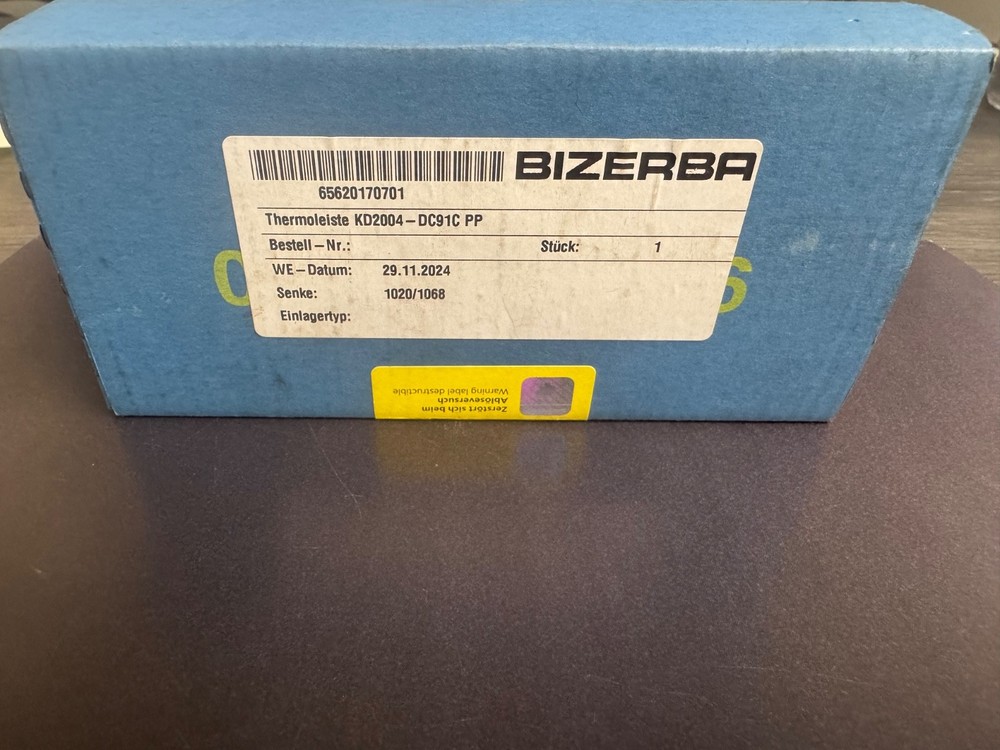 BIZERBA
65620170701
Thermoleiste KD2004-DC91C PP
Bestell-Nr.: Stück: 1
WE-Datum: 29.11.2024
Senke: 1020/1068
Einlagertyp:
Zerstört sich beim
Ablöseversuch
Warning label destructible